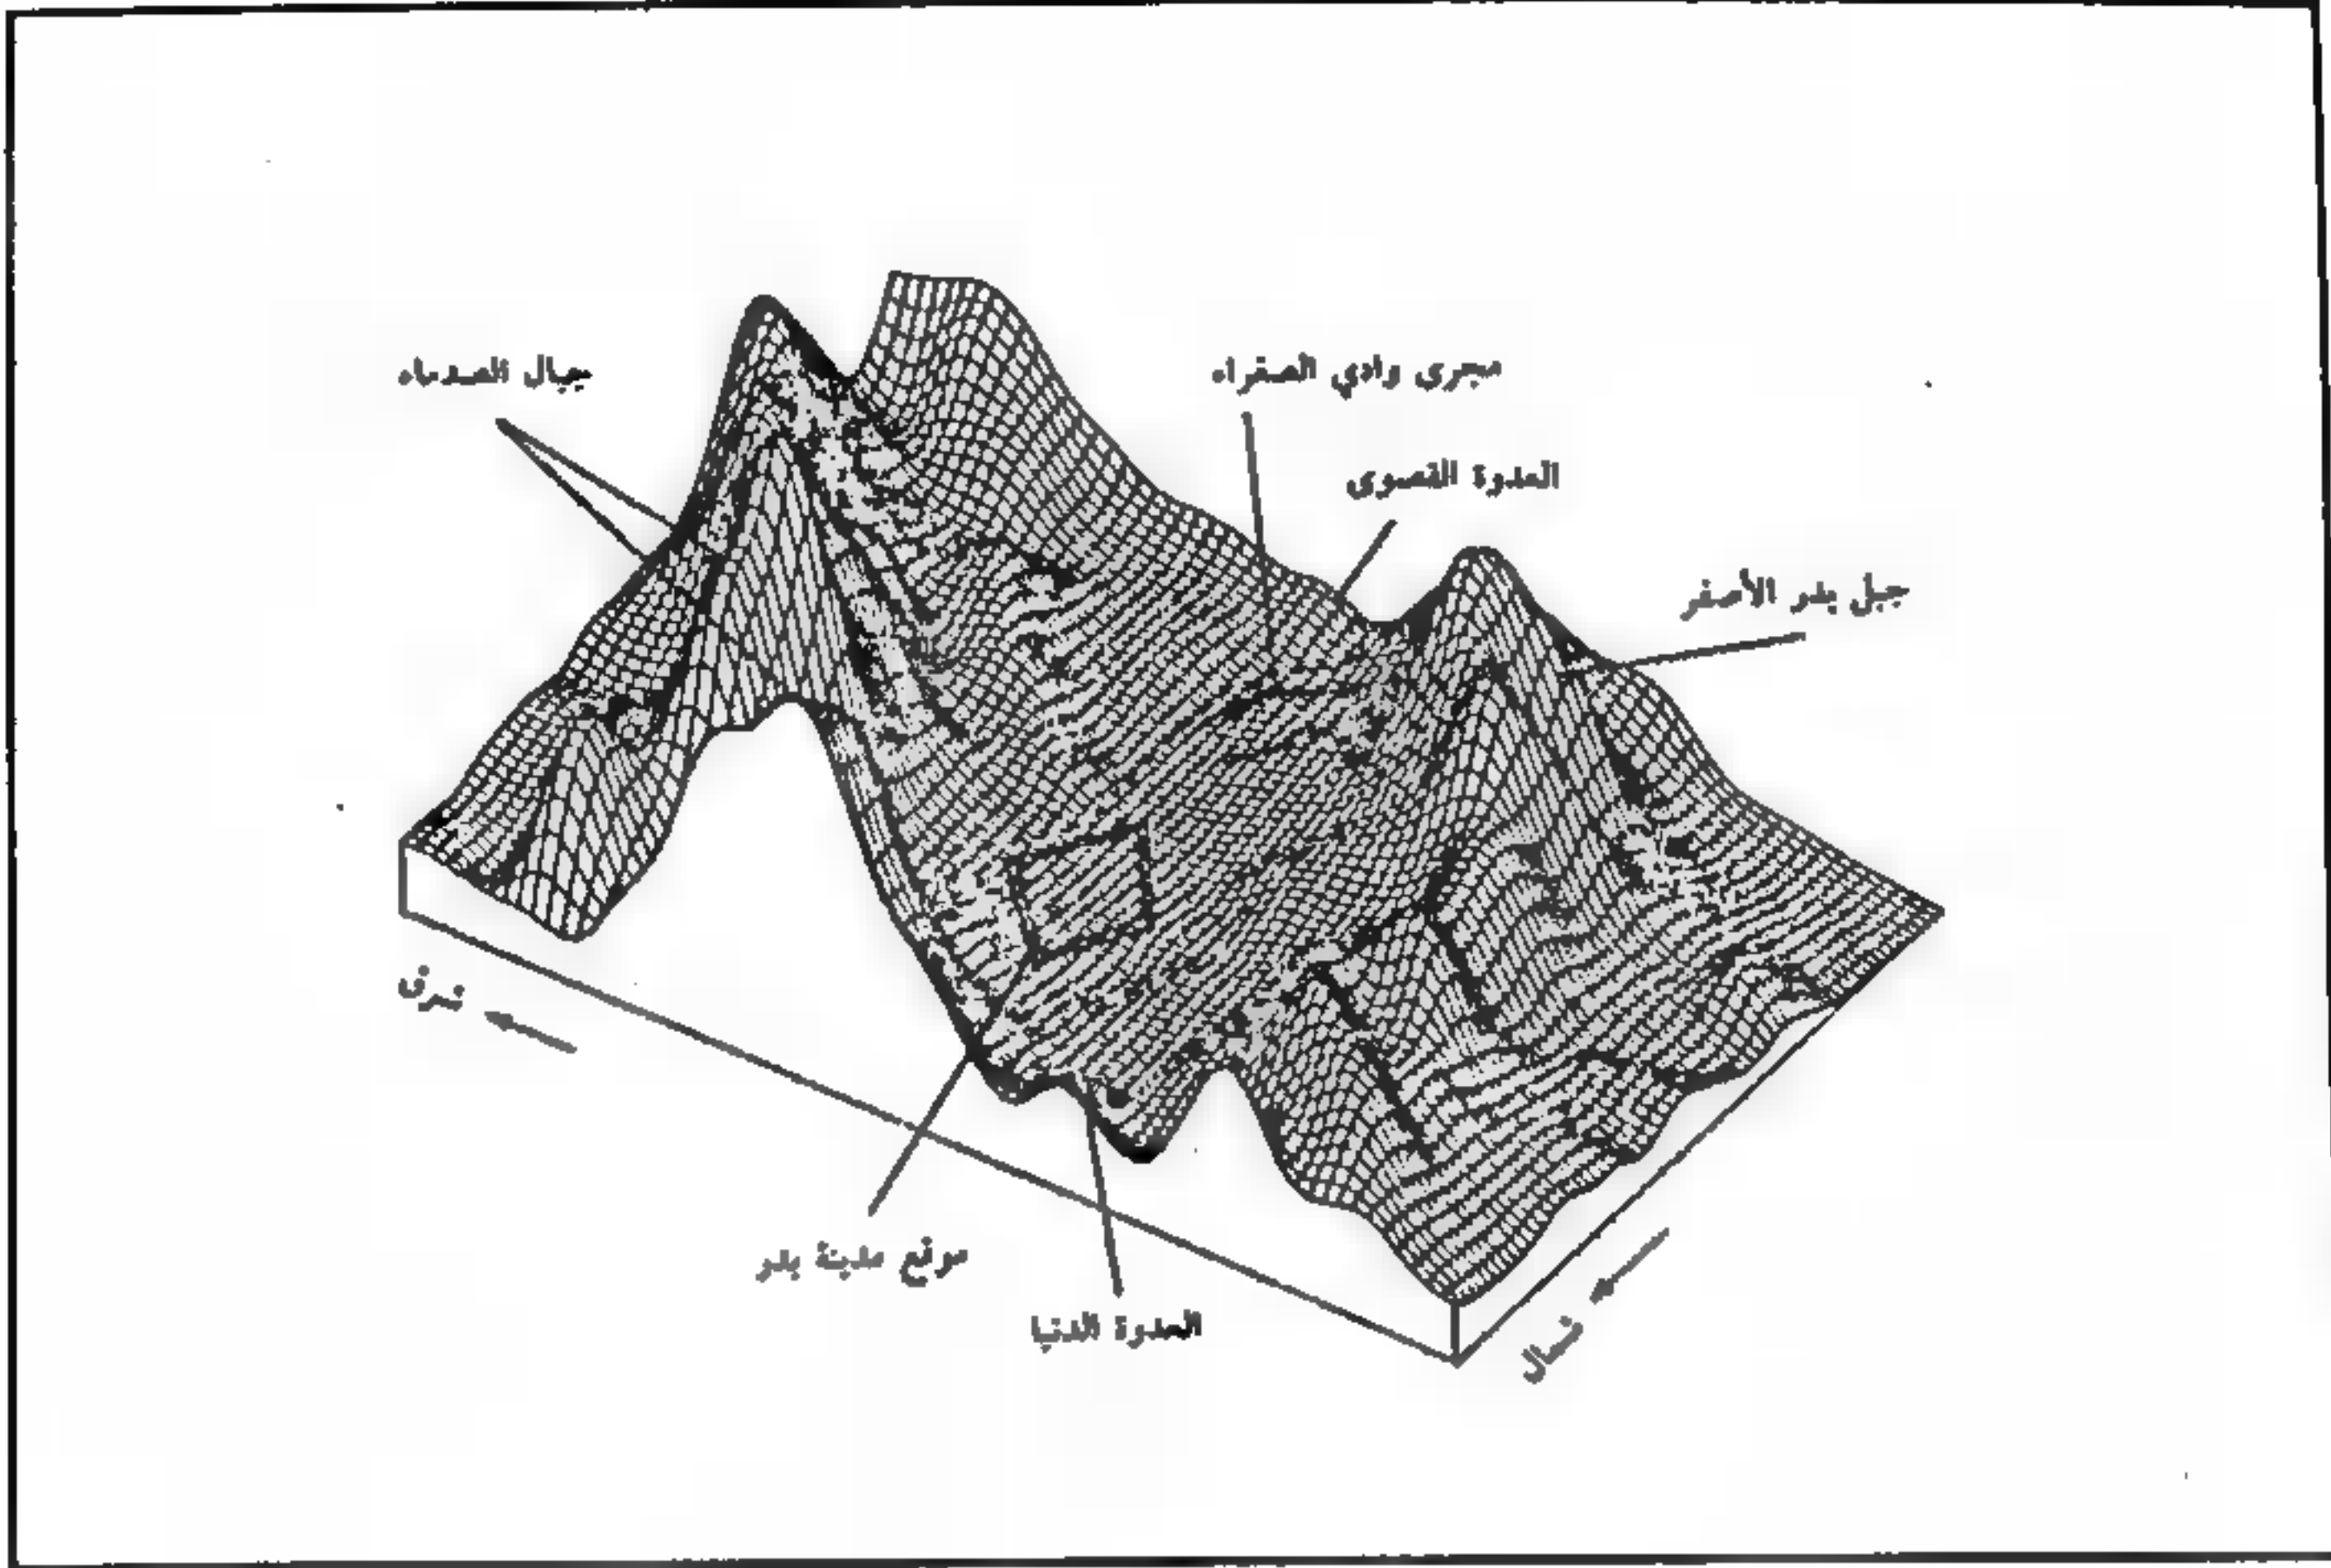 جبال الصدماء
مجرى وادي الصفراء
العدوة القصوى
جبل بدر الأصفر
شرق
موقع مدينة بدر
العدوة الدنيا
شمال